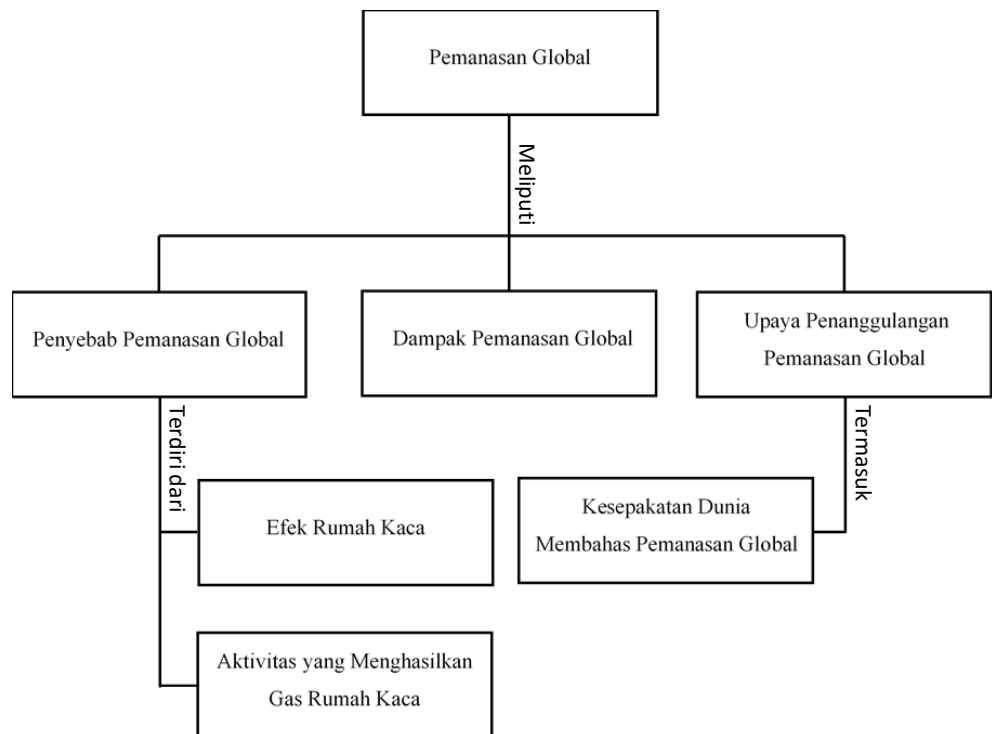 Pemanasan Global
Meliputi
Penyebab Pemanasan Global
Dampak Pemanasan Global
Upaya Penanggulangan
Pemanasan Global
Terdiri dari
Termasuk
Efek Rumah Kaca
Kesepakatan Dunia
Membahas Pemanasan Global
Aktivitas yang Menghasilkan
Gas Rumah Kaca